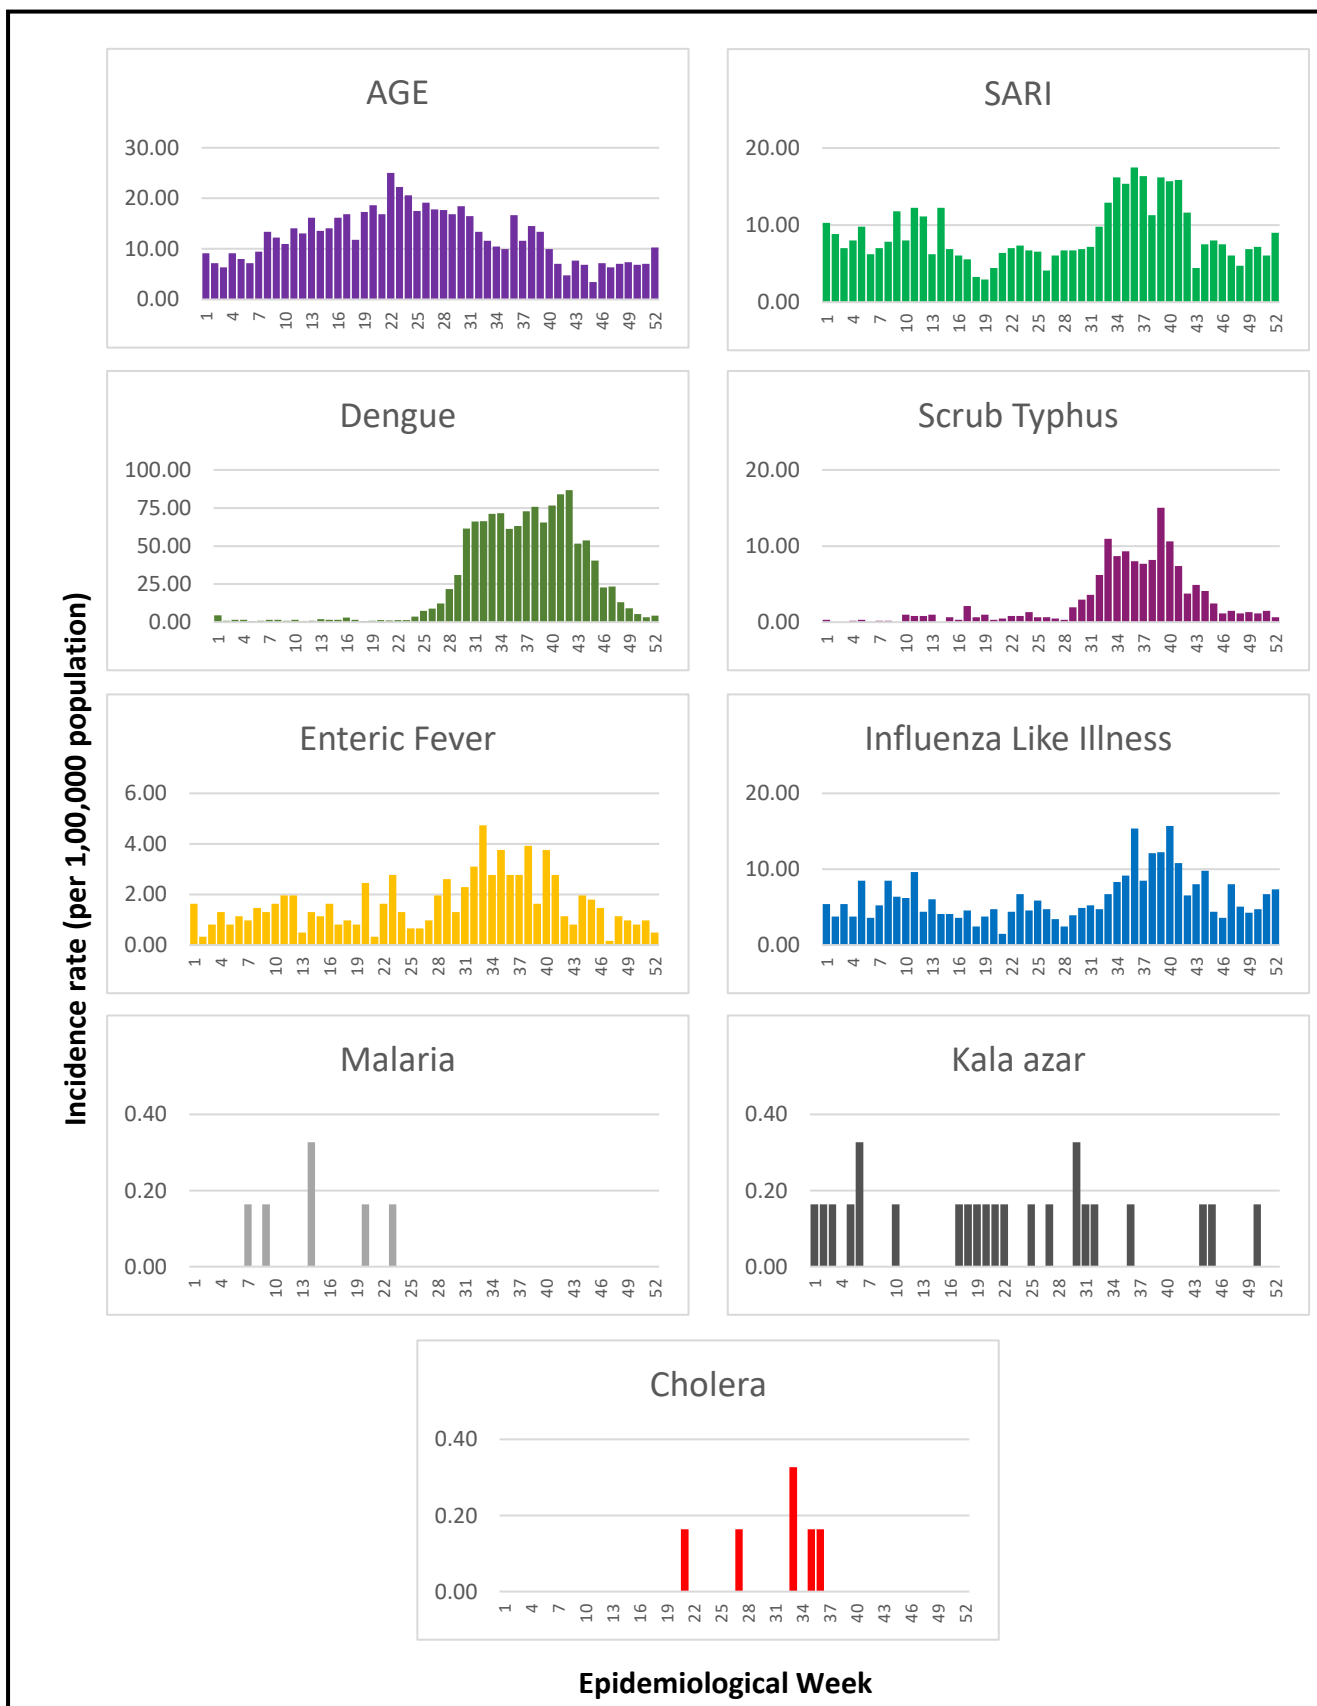 AGE
30.00
20.00
10.00
0.00
1 4 7 10 13 16 19 22 25 28 31 34 37 40 43 46 49 52
SARI
20.00
10.00
0.00
1 4 7 10 13 16 19 22 25 28 31 34 37 40 43 46 49 52
Dengue
100.00
75.00
50.00
25.00
0.00
1 4 7 10 13 16 19 22 25 28 31 34 37 40 43 46 49 52
Scrub Typhus
20.00
10.00
0.00
1 4 7 10 13 16 19 22 25 28 31 34 37 40 43 46 49 52
Incidence rate (per 1,00,000 population)
Enteric Fever
6.00
4.00
2.00
0.00
1 4 7 10 13 16 19 22 25 28 31 34 37 40 43 46 49 52
Influenza Like Illness
20.00
10.00
0.00
1 4 7 10 13 16 19 22 25 28 31 34 37 40 43 46 49 52
Malaria
0.40
0.20
0.00
1 4 7 10 13 16 19 22 25 28 31 34 37 40 43 46 49 52
Kala azar
0.40
0.20
0.00
1 4 7 10 13 16 19 22 25 28 31 34 37 40 43 46 49 52
Cholera
0.40
0.20
0.00
1 4 7 10 13 16 19 22 25 28 31 34 37 40 43 46 49 52
Epidemiological Week